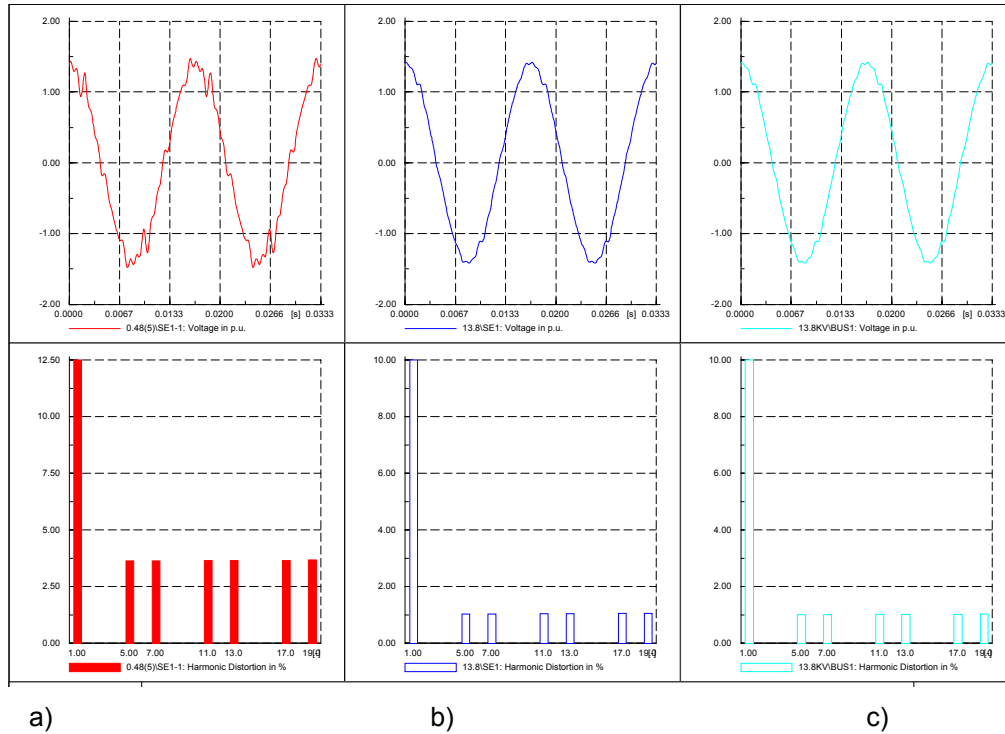 2.00
1.00
0.00
-1.00
-2.00
0.0000 0.0067 0.0133 0.0200 0.0266 [s] 0.0333
0.48(5)\SE1-1: Voltage in p.u.
2.00
1.00
0.00
-1.00
-2.00
0.0000 0.0067 0.0133 0.0200 0.0266 [s] 0.0333
13.8\SE1: Voltage in p.u.
2.00
1.00
0.00
-1.00
-2.00
0.0000 0.0067 0.0133 0.0200 0.0266 [s] 0.0333
13.8KV\BUS1: Voltage in p.u.
12.50
10.00
7.50
5.00
2.50
0.00
1.00 5.00 7.00 11.0 13.0 17.0 19.0 [-]
0.48(5)\SE1-1: Harmonic Distortion in %
10.00
8.00
6.00
4.00
2.00
0.00
1.00 5.00 7.00 11.0 13.0 17.0 19.0 [-]
13.8\SE1: Harmonic Distortion in %
10.00
8.00
6.00
4.00
2.00
0.00
1.00 5.00 7.00 11.0 13.0 17.0 19.0 [-]
13.8KV\BUS1: Harmonic Distortion in %
a) b) c)